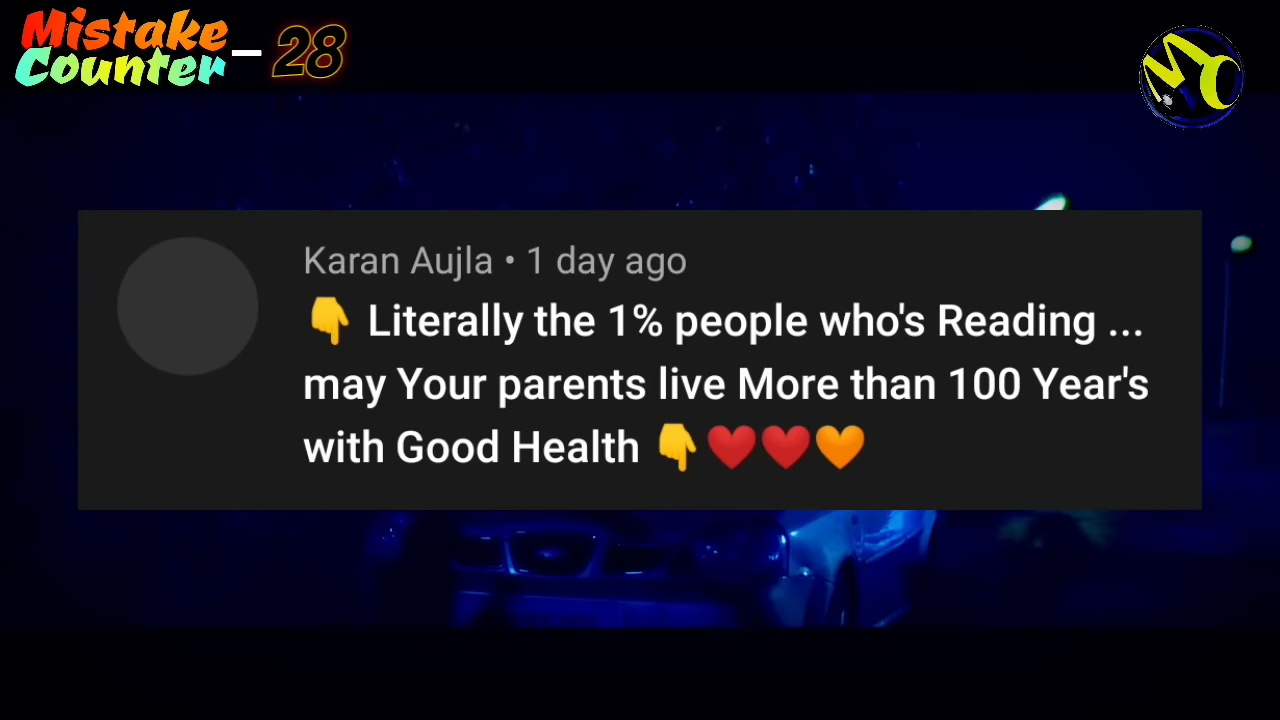 Mistake
Counter – 28
MC
Karan Aujla • 1 day ago
👇 Literally the 1% people who's Reading ...
may Your parents live More than 100 Year's
with Good Health 👇❤️❤️🧡